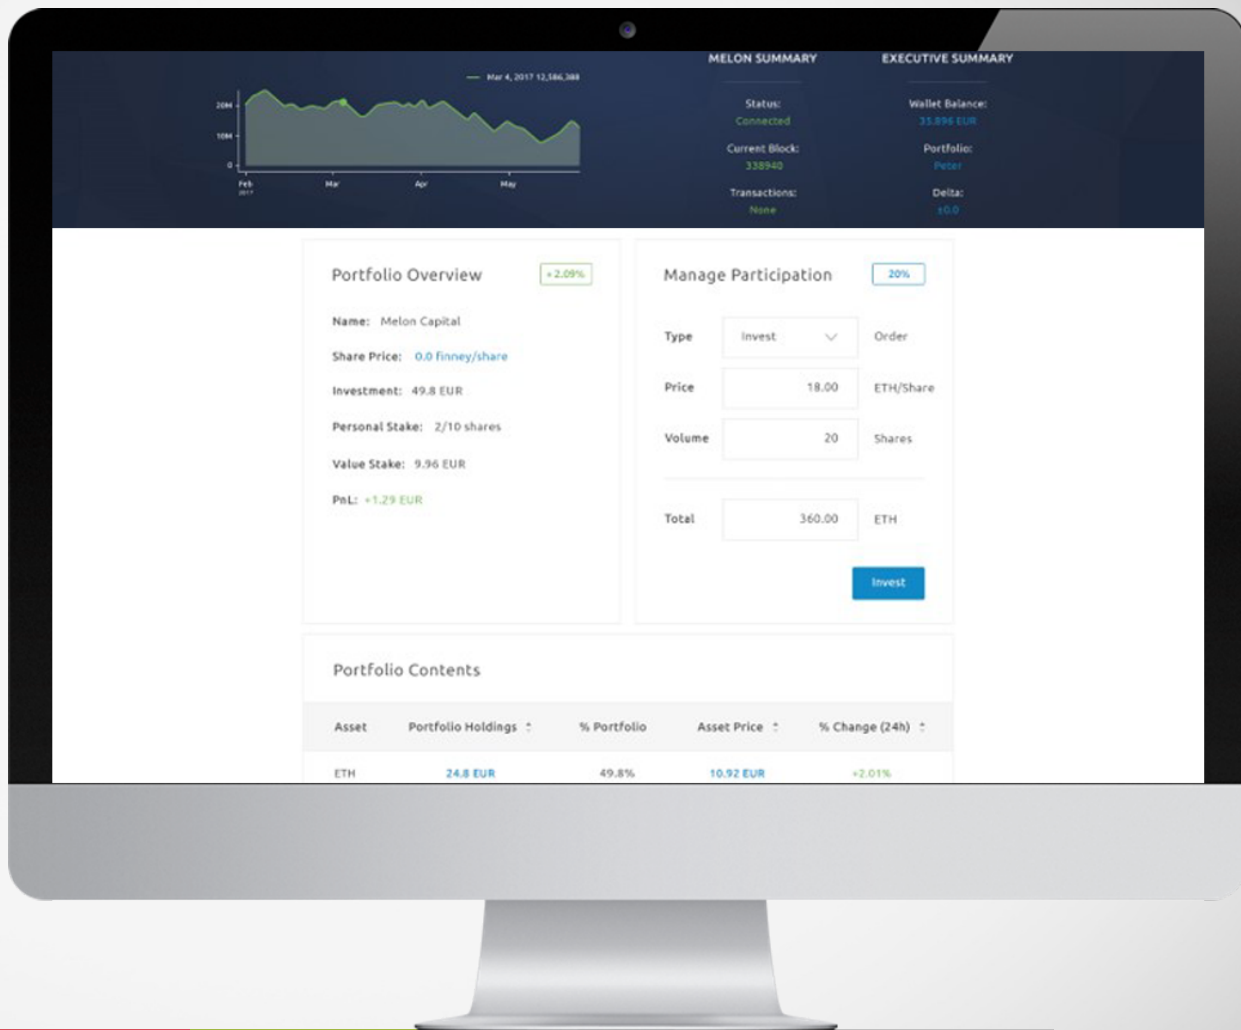 MELON SUMMARY
EXECUTIVE SUMMARY
Mar 4, 2017 12,586,388
20M
10M
0
Feb
2017
Mar
Apr
May
Status:
Connected
Current Block:
338940
Transactions:
None
Wallet Balance:
35.896 EUR
Portfolio:
Peter
Delta:
±0.0
Portfolio Overview
+2.09%
Name: Melon Capital
Share Price: 0.0 finney/share
Investment: 49.8 EUR
Personal Stake: 2/10 shares
Value Stake: 9.96 EUR
PnL: +1.29 EUR
Manage Participation
20%
Type Invest Order
Price 18.00 ETH/Share
Volume 20 Shares
Total 360.00 ETH
Invest
Portfolio Contents
Asset Portfolio Holdings % Portfolio Asset Price % Change (24h)
ETH 24.8 EUR 49.8% 10.92 EUR +2.01%